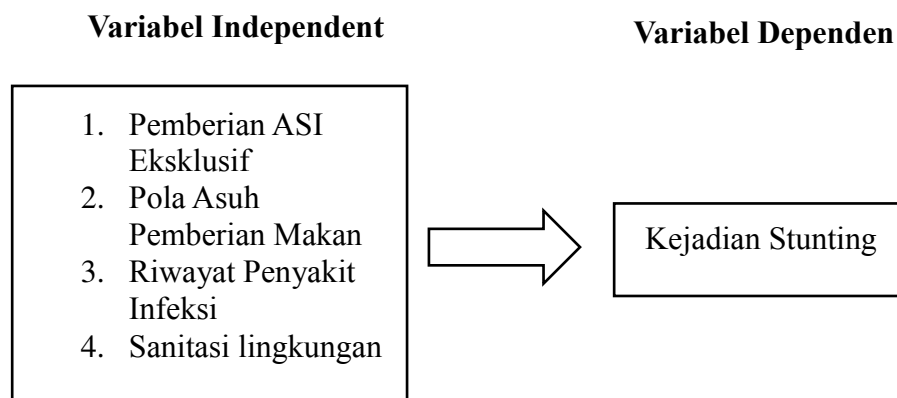 Variabel Independent
Variabel Dependen
1. Pemberian ASI
Eksklusif
2. Pola Asuh
Pemberian Makan
3. Riwayat Penyakit
Infeksi
4. Sanitasi lingkungan
Kejadian Stunting